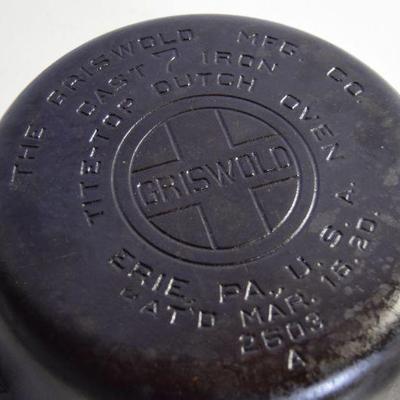 THE GRISWOLD MFG. CO.
CAST 7 IRON
TITE-TOP DUTCH OVEN
GRISWOLD
ERIE, PA., U.S.A.
PAT'D MAR. 16.20
2603
A